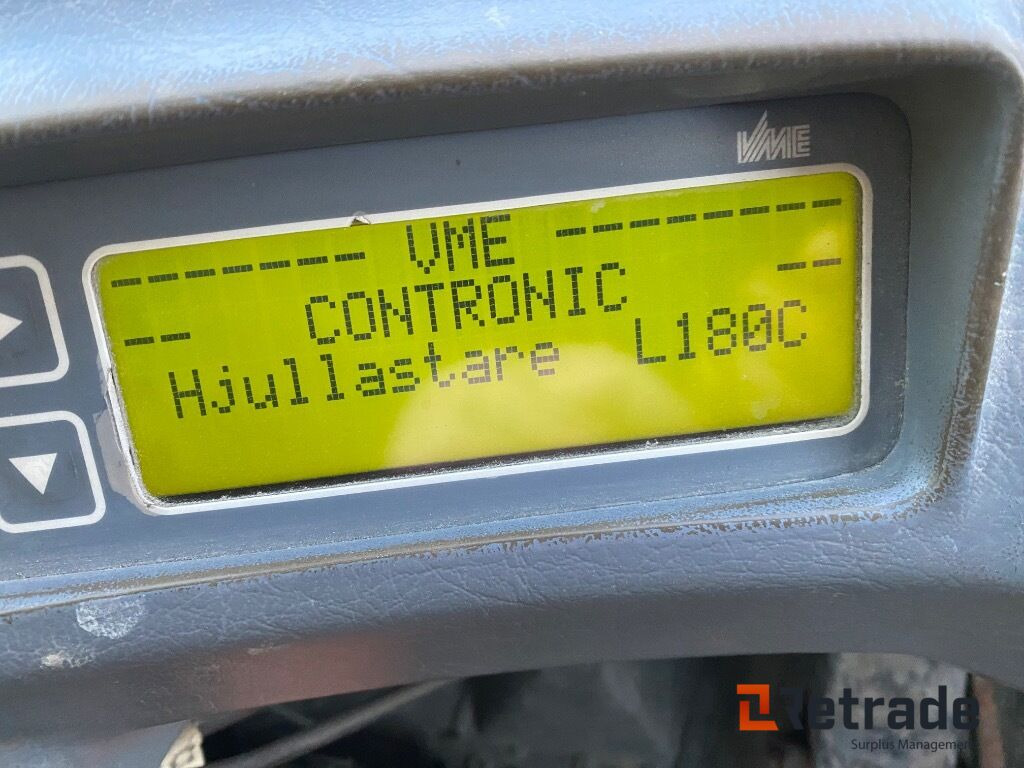 VME
------- VME --------
-- CONTRONIC --
Hjullastare L180C
Retrade
Surplus Management